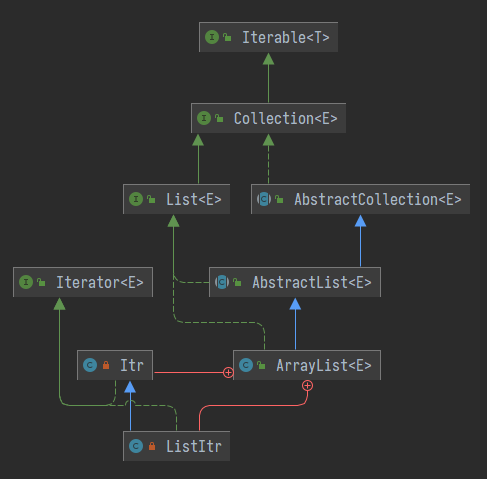 I Iterable<T>
I Collection<E>
I List<E>
C AbstractCollection<E>
I Iterator<E>
C AbstractList<E>
C Itr
C ArrayList<E>
C ListItr